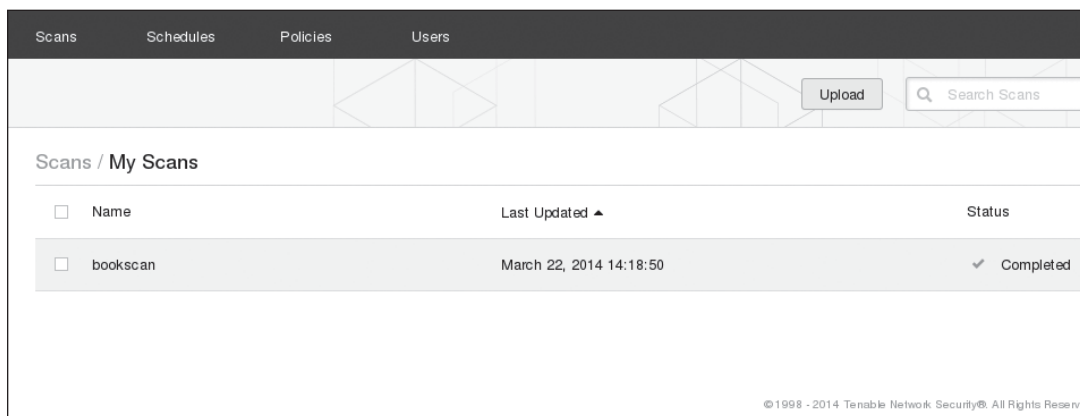 Scans Schedules Policies Users
Upload Search Scans
Scans / My Scans
Name Last Updated Status
bookscan March 22, 2014 14:18:50 Completed
©1998 - 2014 Tenable Network Security®. All Rights Reserv